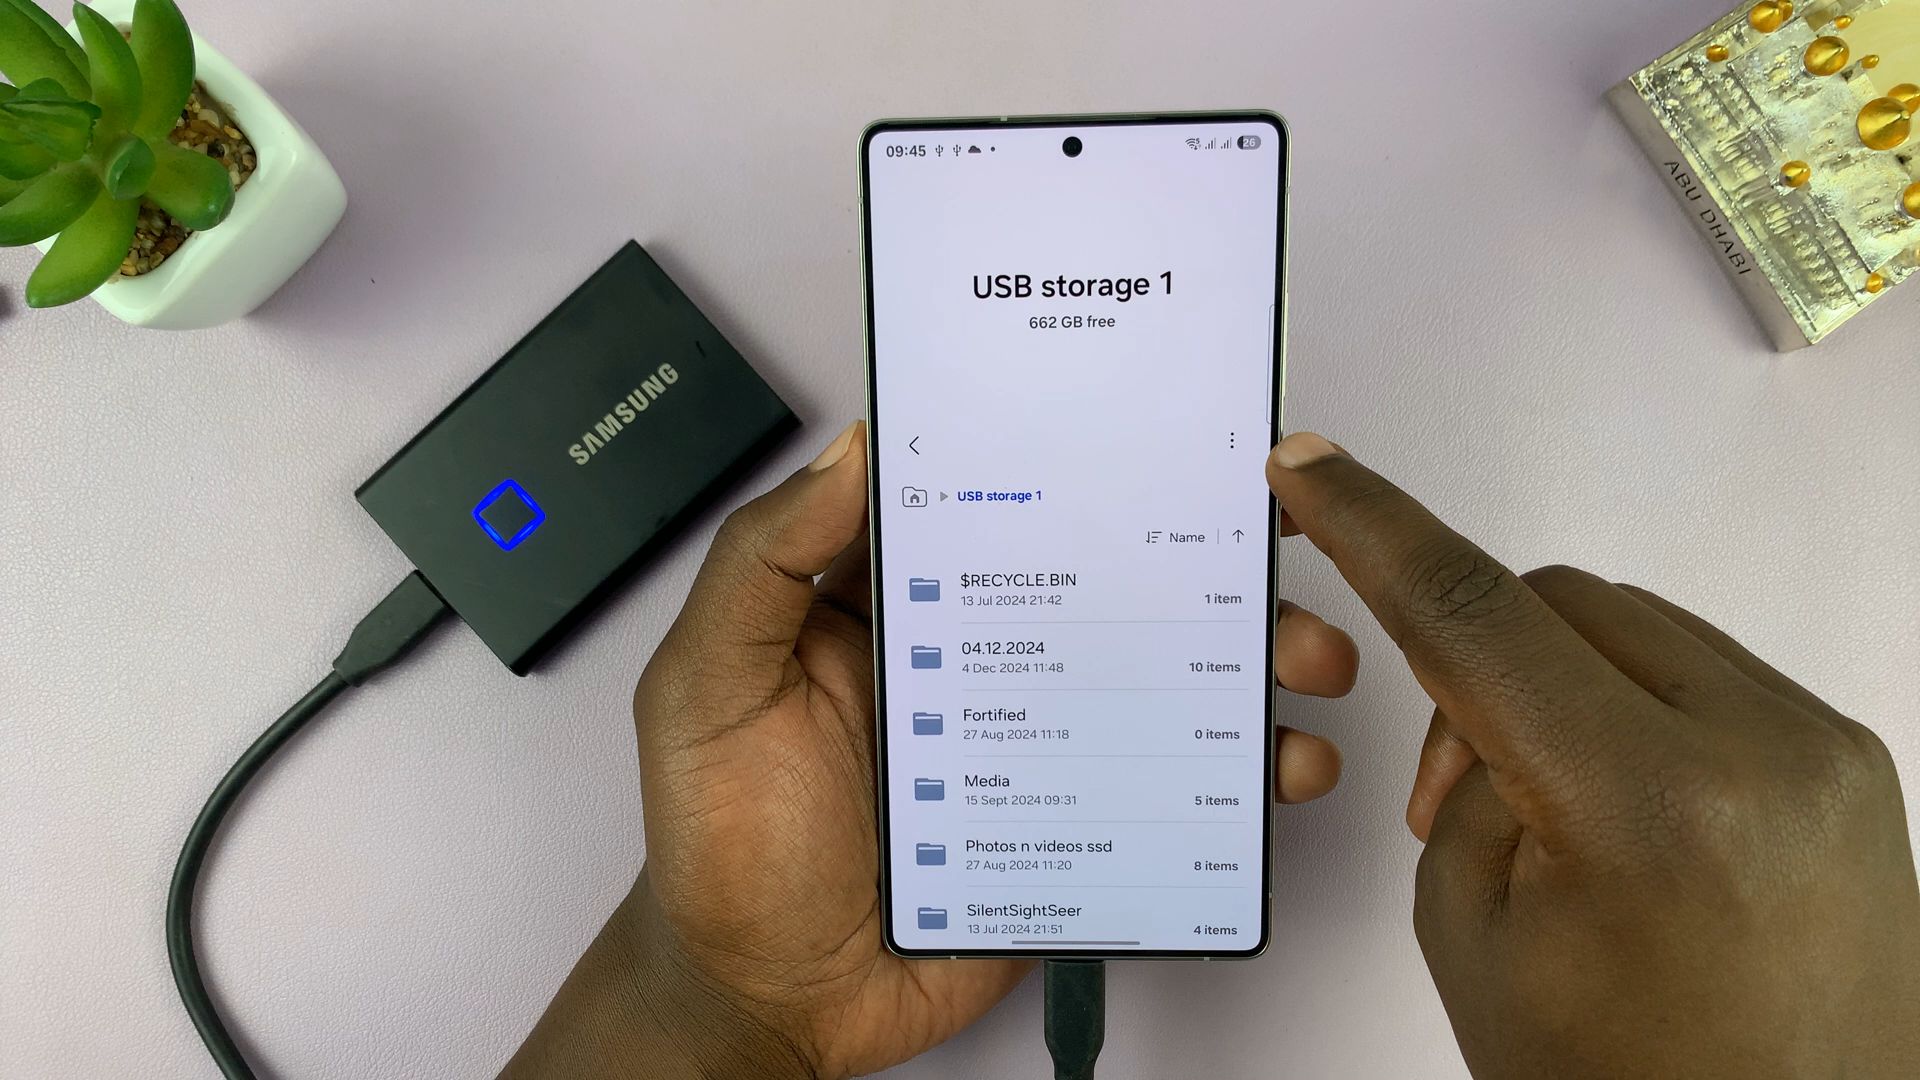 SAMSUNG
ABU DHABI
09:45
26
USB storage 1
662 GB free
USB storage 1
Name
$RECYCLE.BIN
13 Jul 2024 21:42
1 item
04.12.2024
4 Dec 2024 11:48
10 items
Fortified
27 Aug 2024 11:18
0 items
Media
15 Sept 2024 09:31
5 items
Photos n videos ssd
27 Aug 2024 11:20
8 items
SilentSightSeer
13 Jul 2024 21:51
4 items